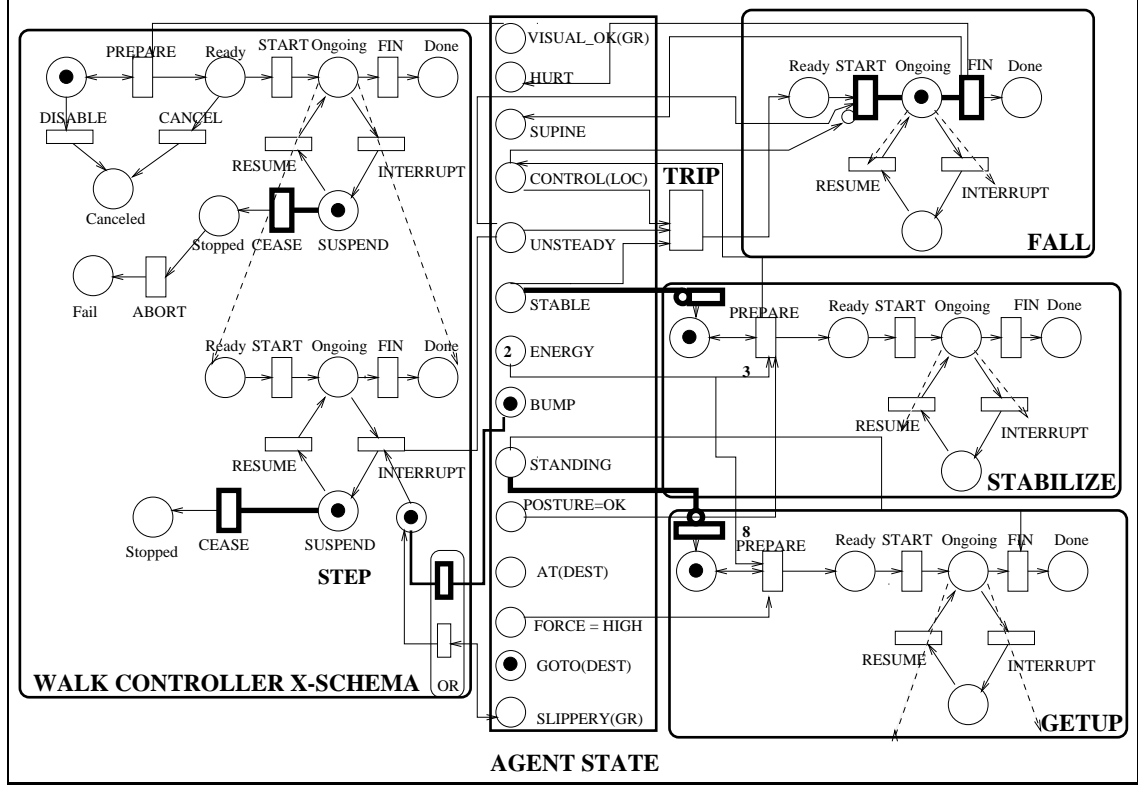 PREPARE
Ready
START
Ongoing
FIN
Done
DISABLE
CANCEL
RESUME
INTERRUPT
Canceled
Stopped
CEASE
SUSPEND
Fail
ABORT
Ready
START
Ongoing
FIN
Done
RESUME
INTERRUPT
Stopped
CEASE
SUSPEND
STEP
OR
WALK CONTROLLER X-SCHEMA
VISUAL_OK(GR)
HURT
SUPINE
CONTROL(LOC)
UNSTEADY
STABLE
2 ENERGY
BUMP
STANDING
POSTURE=OK
AT(DEST)
FORCE = HIGH
GOTO(DEST)
SLIPPERY(GR)
AGENT STATE
TRIP
Ready
START
Ongoing
FIN
Done
RESUME
INTERRUPT
FALL
PREPARE
3
Ready
START
Ongoing
FIN
Done
RESUME
INTERRUPT
STABILIZE
8
PREPARE
Ready
START
Ongoing
FIN
Done
RESUME
INTERRUPT
GETUP